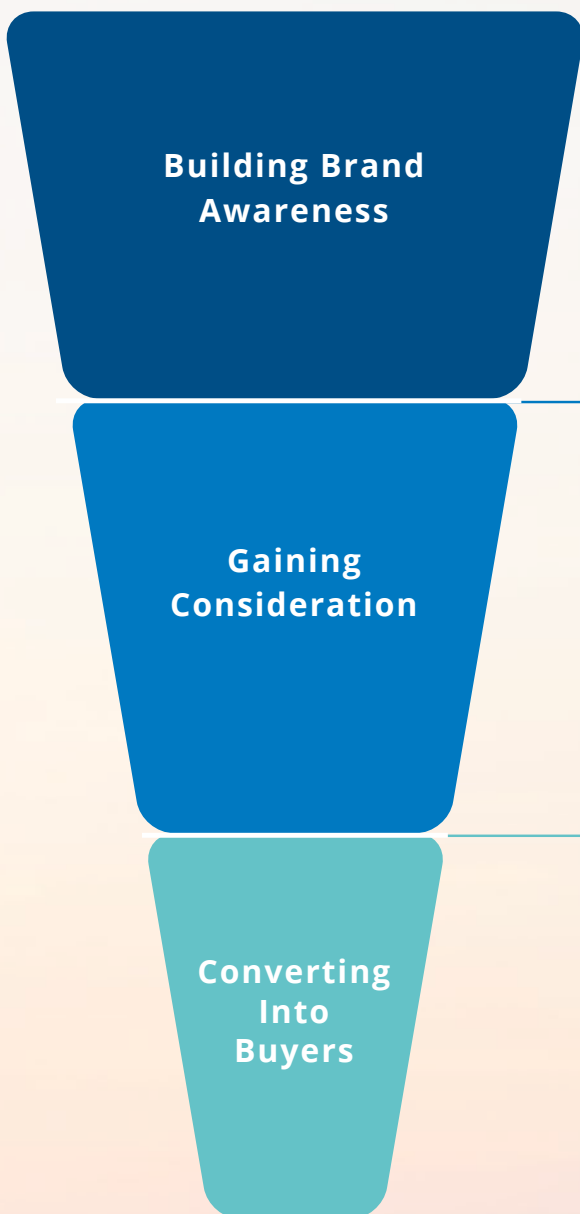 Building Brand
Awareness
Gaining
Consideration
Converting
Into
Buyers